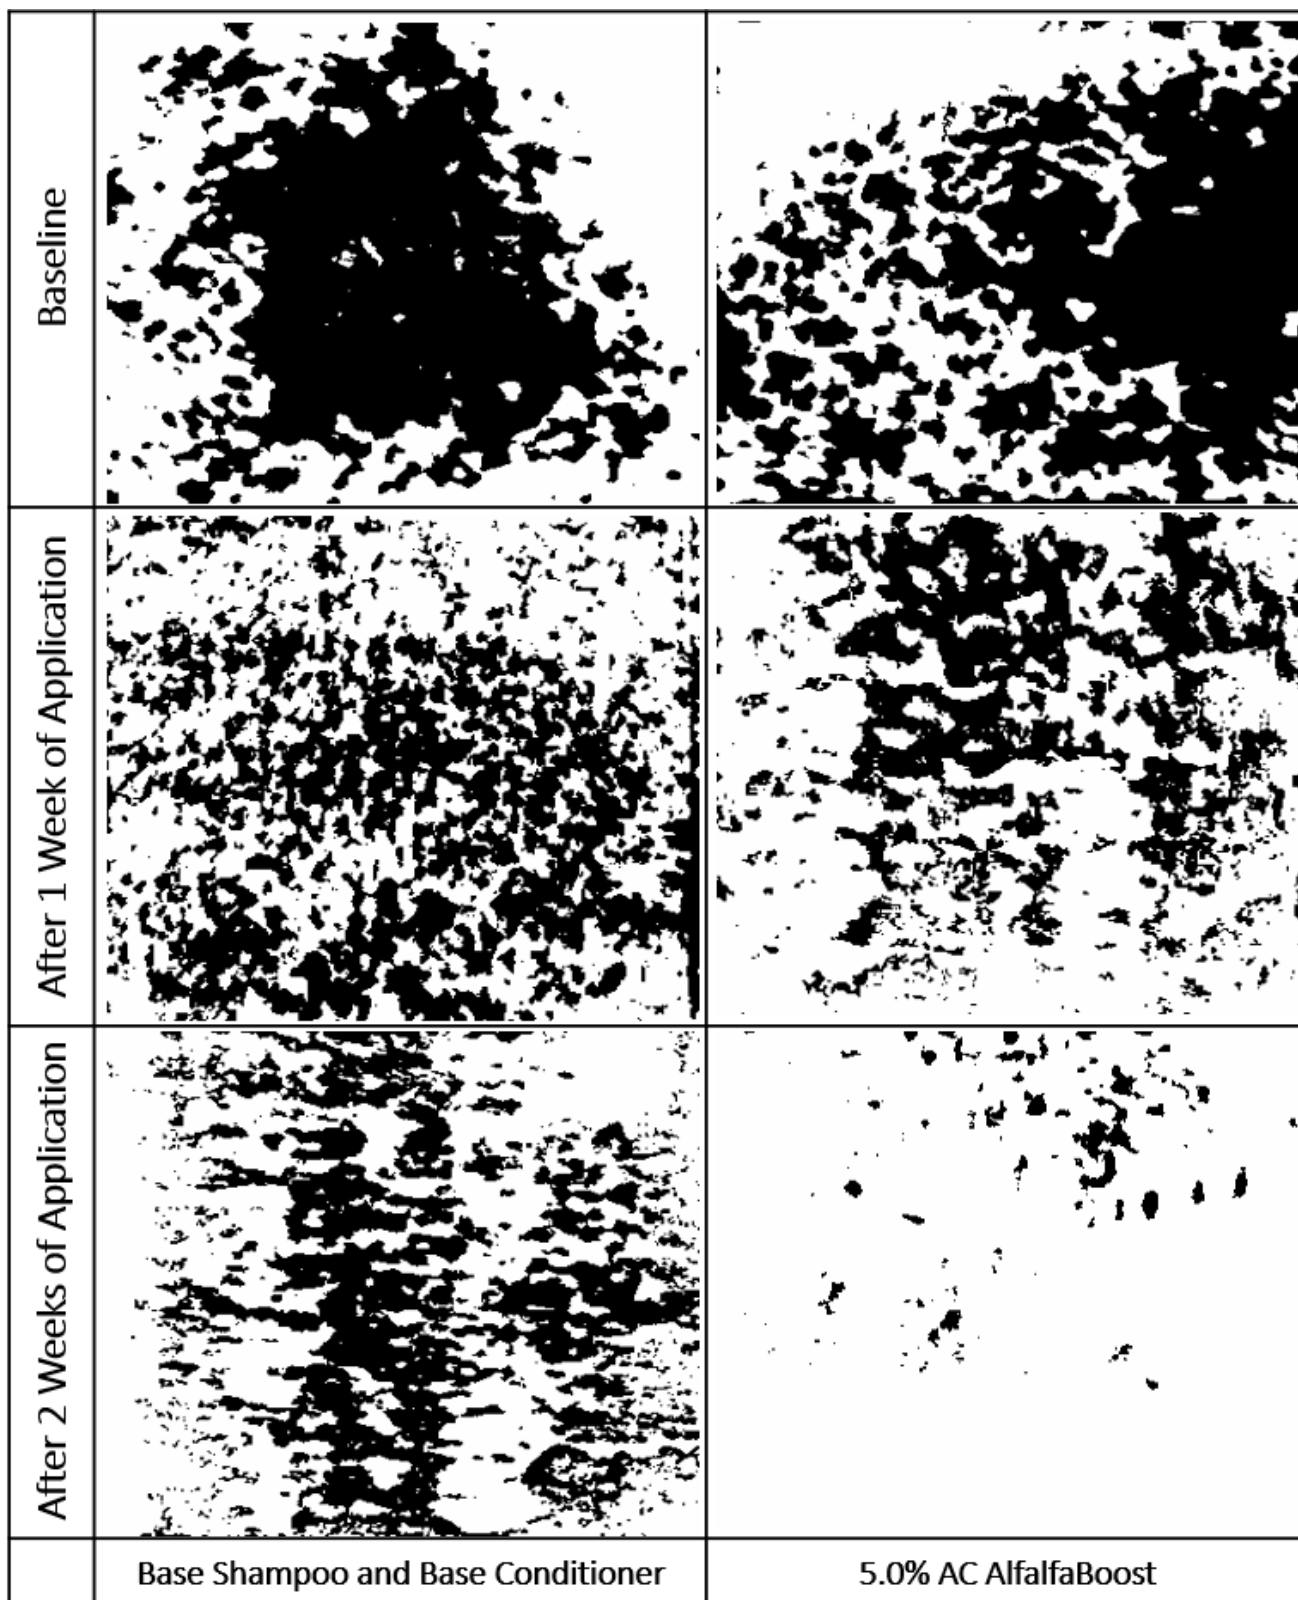 Baseline
After 1 Week of Application
After 2 Weeks of Application
Base Shampoo and Base Conditioner
5.0% AC AlfalfaBoost